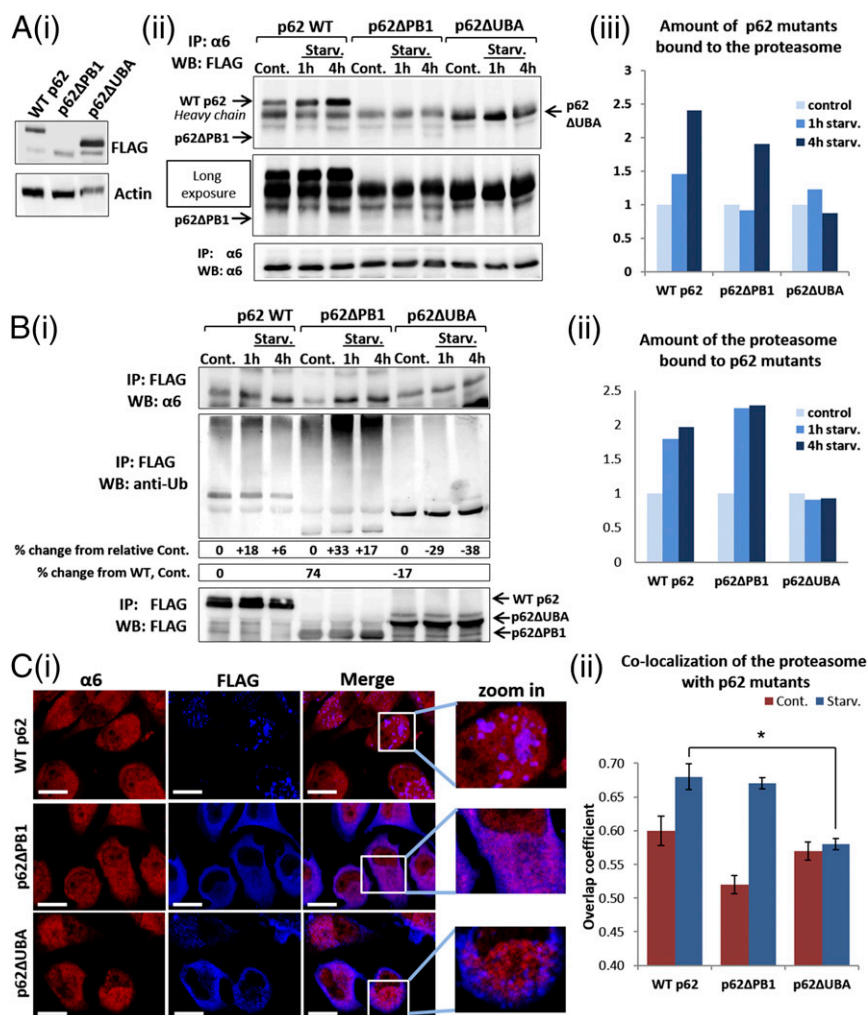 A(i)
WT p62
p62ΔPB1
p62ΔUBA
FLAG
Actin
(ii)
IP: α6
WB: FLAG
p62 WT
p62ΔPB1
p62ΔUBA
Starv.
Starv.
Starv.
Cont. 1h 4h Cont. 1h 4h Cont. 1h 4h
WT p62
Heavy chain
p62ΔPB1
p62
ΔUBA
Long
exposure
p62ΔPB1
IP: α6
WB: α6
(iii)
Amount of p62 mutants
bound to the proteasome
3
2.5
2
1.5
1
0.5
0
control
1h starv.
4h starv.
WT p62 p62ΔPB1 p62ΔUBA
B(i)
p62 WT
p62ΔPB1
p62ΔUBA
Starv.
Starv.
Starv.
Cont. 1h 4h Cont. 1h 4h Cont. 1h 4h
IP: FLAG
WB: α6
IP: FLAG
WB: anti-Ub
% change from relative Cont. 0 +18 +6 0 +33 +17 0 -29 -38
% change from WT, Cont. 0 74 -17
IP: FLAG
WB: FLAG
WT p62
p62ΔUBA
p62ΔPB1
(ii)
Amount of the proteasome
bound to p62 mutants
2.5
2
1.5
1
0.5
0
control
1h starv.
4h starv.
WT p62 p62ΔPB1 p62ΔUBA
C(i)
α6 FLAG Merge zoom in
WT p62
p62ΔPB1
p62ΔUBA
(ii)
Co-localization of the proteasome
with p62 mutants
Cont. Starv.
*
Overlap coefficient
0.70
0.65
0.60
0.55
0.50
0.45
0.40
WT p62 p62ΔPB1 p62ΔUBA